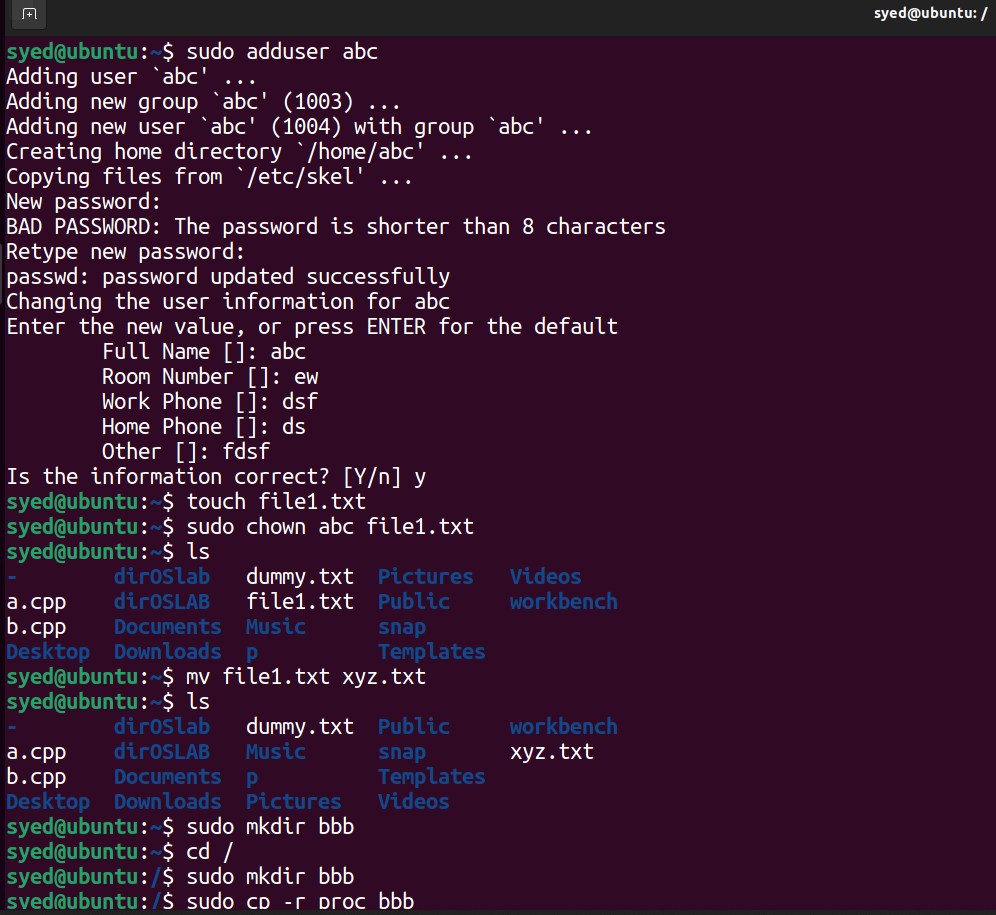 syed@ubuntu: /
syed@ubuntu:~$ sudo adduser abc
Adding user `abc' ...
Adding new group `abc' (1003) ...
Adding new user `abc' (1004) with group `abc' ...
Creating home directory `/home/abc' ...
Copying files from `/etc/skel' ...
New password:
BAD PASSWORD: The password is shorter than 8 characters
Retype new password:
passwd: password updated successfully
Changing the user information for abc
Enter the new value, or press ENTER for the default
        Full Name []: abc
        Room Number []: ew
        Work Phone []: dsf
        Home Phone []: ds
        Other []: fdsf
Is the information correct? [Y/n] y
syed@ubuntu:~$ touch file1.txt
syed@ubuntu:~$ sudo chown abc file1.txt
syed@ubuntu:~$ ls
-        dirOSlab   dummy.txt  Pictures   Videos
a.cpp    dirOSLAB   file1.txt  Public     workbench
b.cpp    Documents  Music      snap
Desktop  Downloads  p          Templates
syed@ubuntu:~$ mv file1.txt xyz.txt
syed@ubuntu:~$ ls
-        dirOSlab   dummy.txt  Public     workbench
a.cpp    dirOSLAB   Music      snap       xyz.txt
b.cpp    Documents  p          Templates
Desktop  Downloads  Pictures   Videos
syed@ubuntu:~$ sudo mkdir bbb
syed@ubuntu:~$ cd /
syed@ubuntu:/$ sudo mkdir bbb
syed@ubuntu:/$ sudo cp -r proc bbb